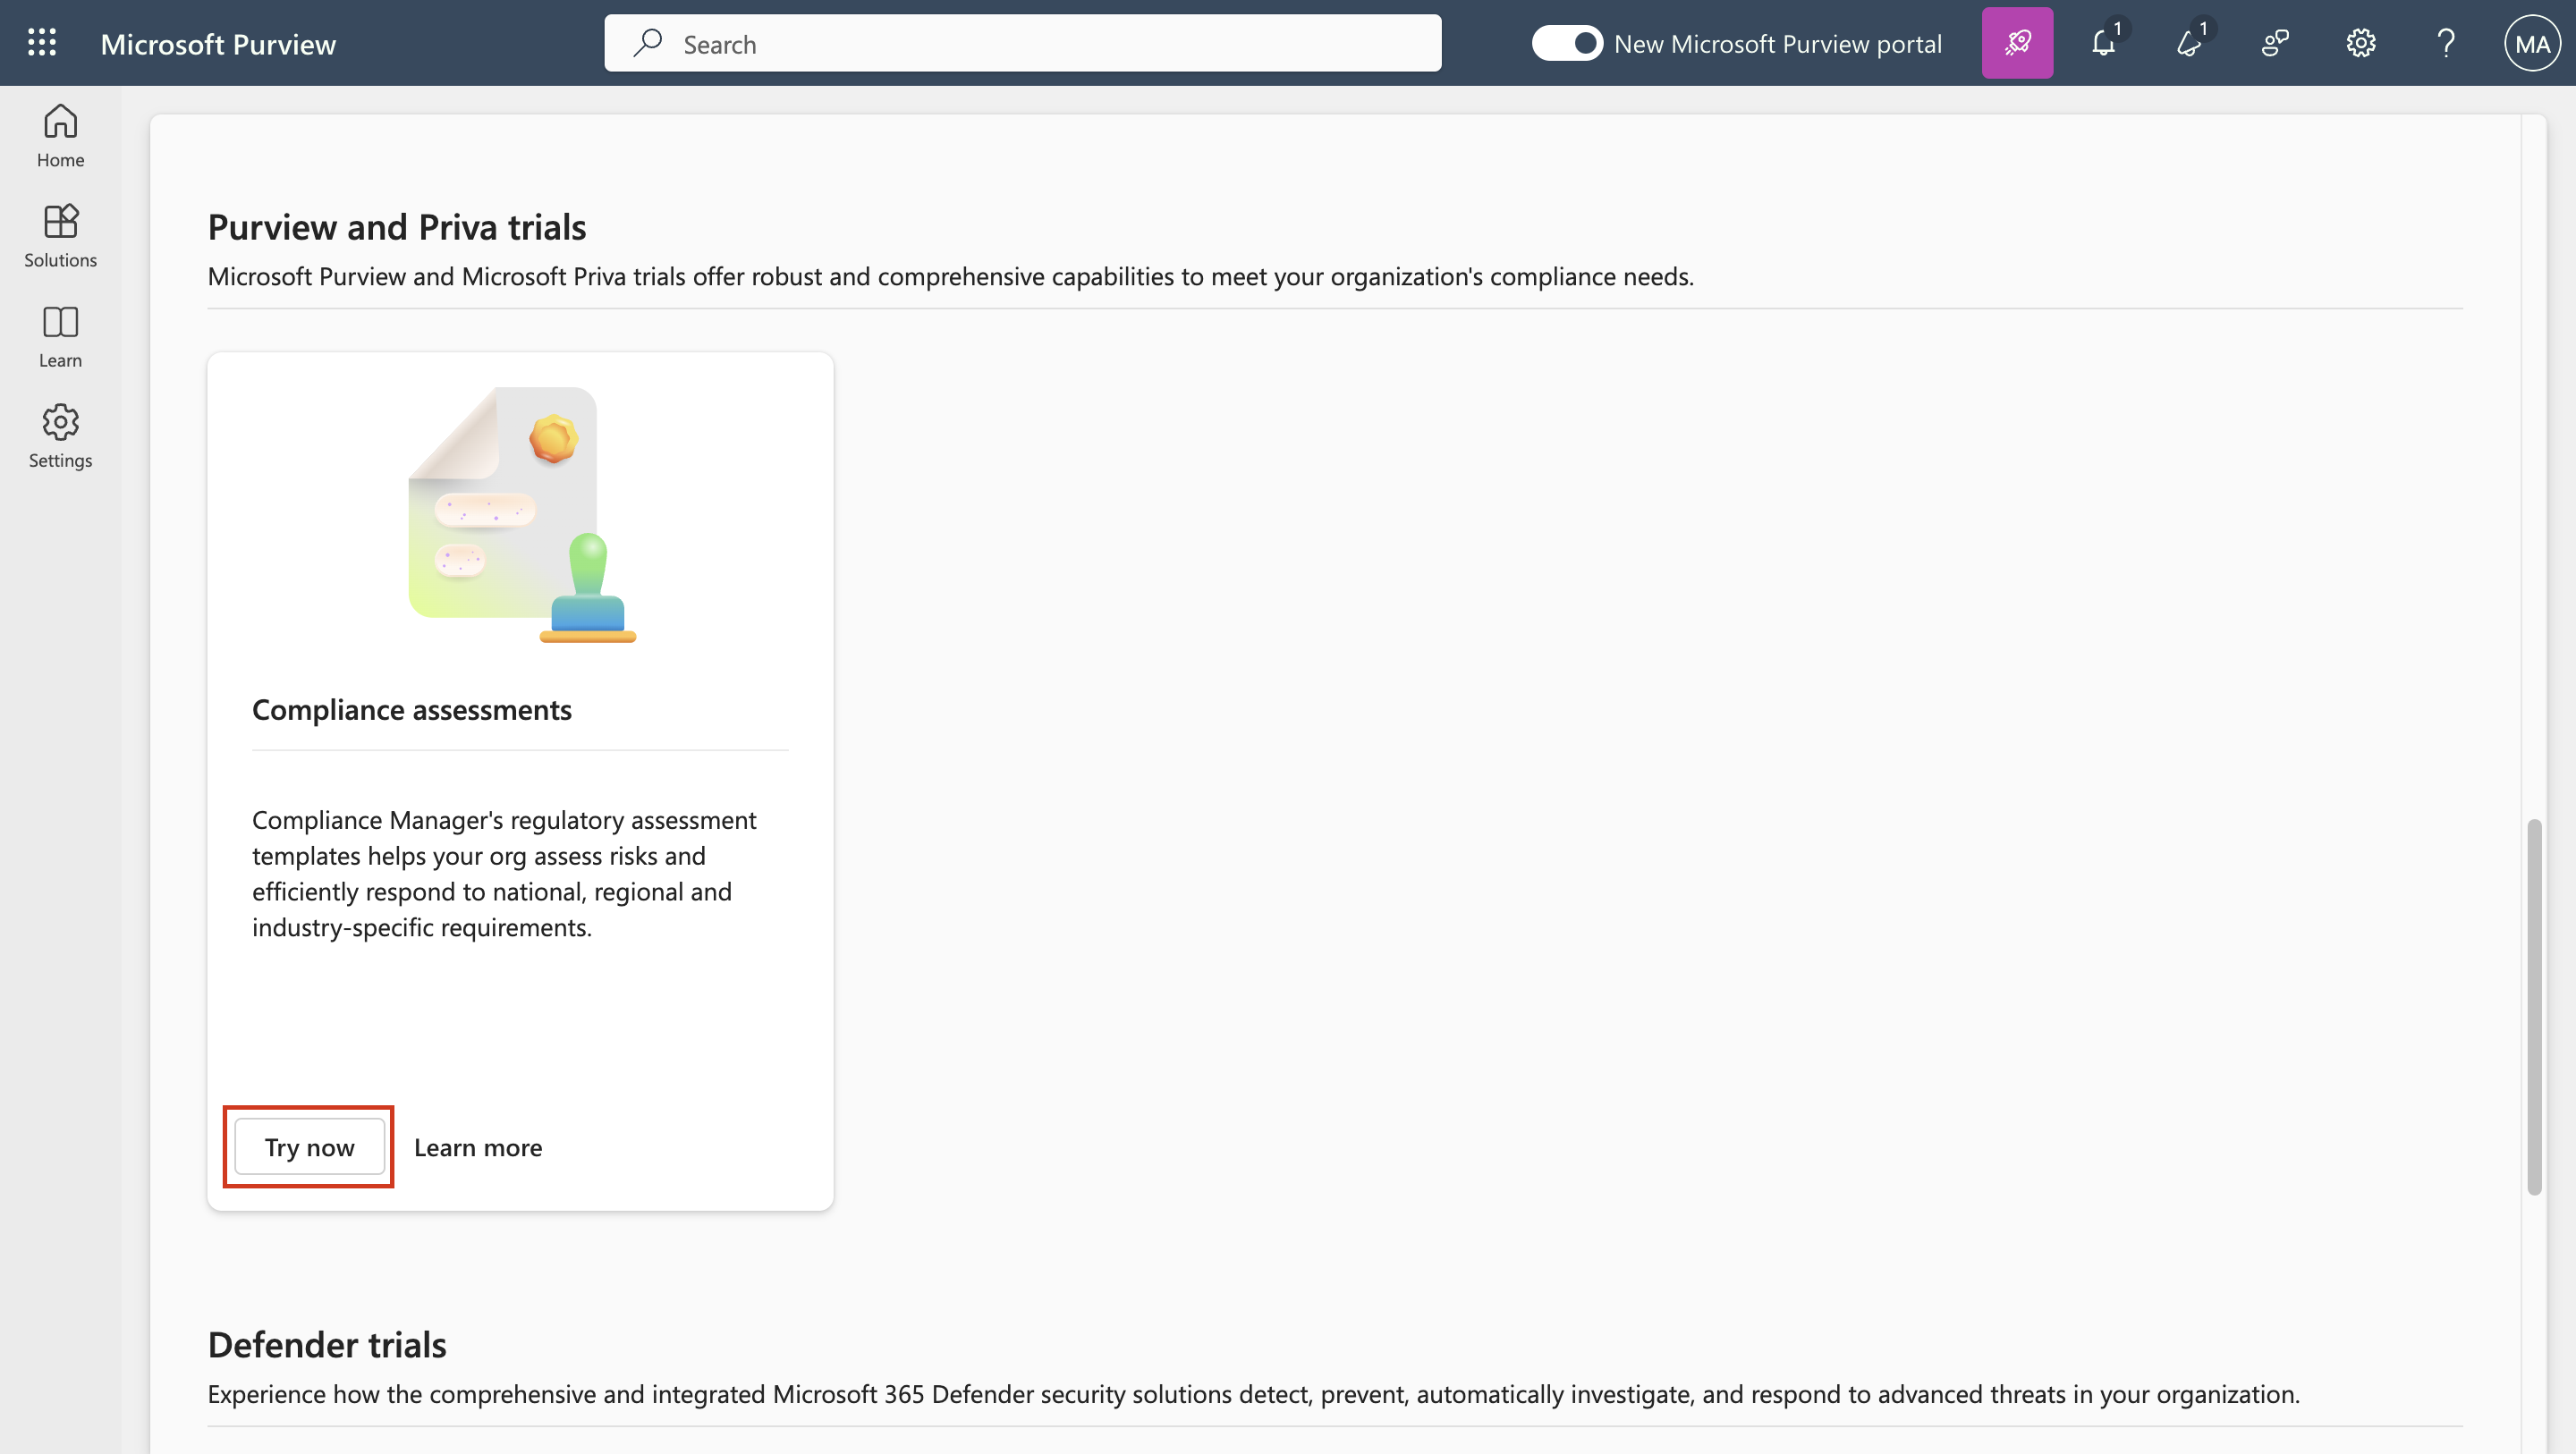 Microsoft Purview
Search
New Microsoft Purview portal
1
1
?
MA
Home
Solutions
Learn
Settings
Purview and Priva trials
Microsoft Purview and Microsoft Priva trials offer robust and comprehensive capabilities to meet your organization's compliance needs.
Compliance assessments
Compliance Manager's regulatory assessment
templates helps your org assess risks and
efficiently respond to national, regional and
industry-specific requirements.
Try now
Learn more
Defender trials
Experience how the comprehensive and integrated Microsoft 365 Defender security solutions detect, prevent, automatically investigate, and respond to advanced threats in your organization.